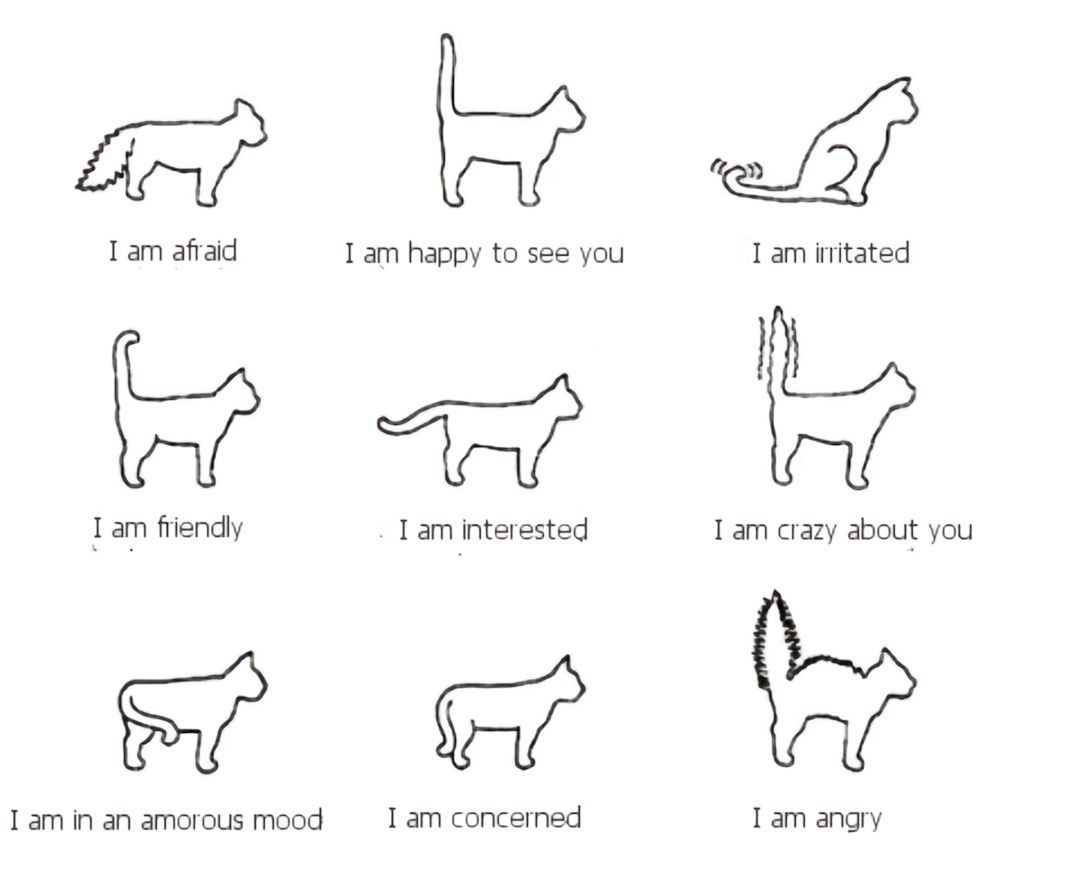 I am afraid
I am happy to see you
I am irritated
I am friendly
I am interested
I am crazy about you
I am in an amorous mood
I am concerned
I am angry